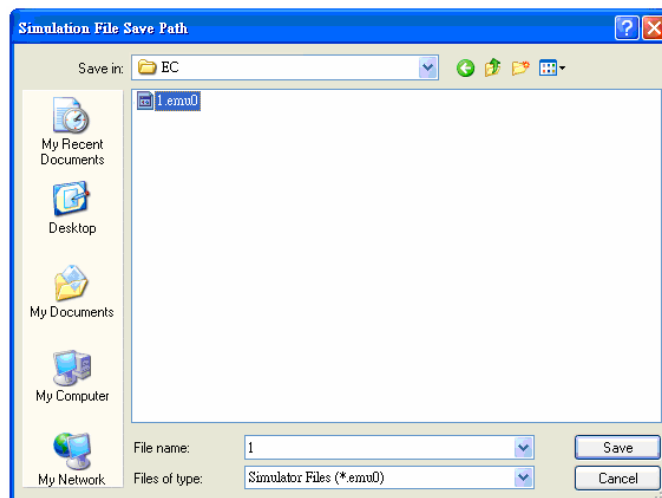 Simulation File Save Path
Save in: EC
1.emu0
My Recent
Documents
Desktop
My Documents
My Computer
My Network
File name: 1 Save
Files of type: Simulator Files (*.emu0) Cancel